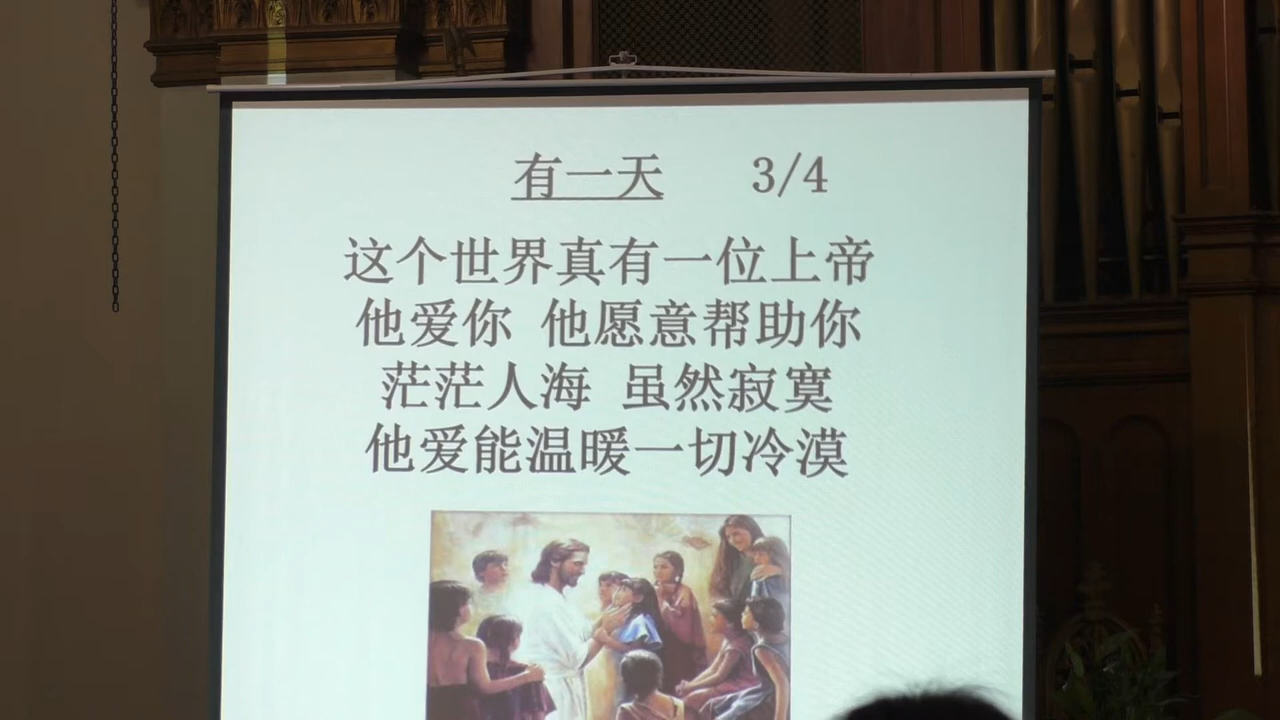 有一天 3/4
这个世界真有一位上帝
他爱你 他愿意帮助你
茫茫人海 虽然寂寞
他爱能温暖一切冷漠